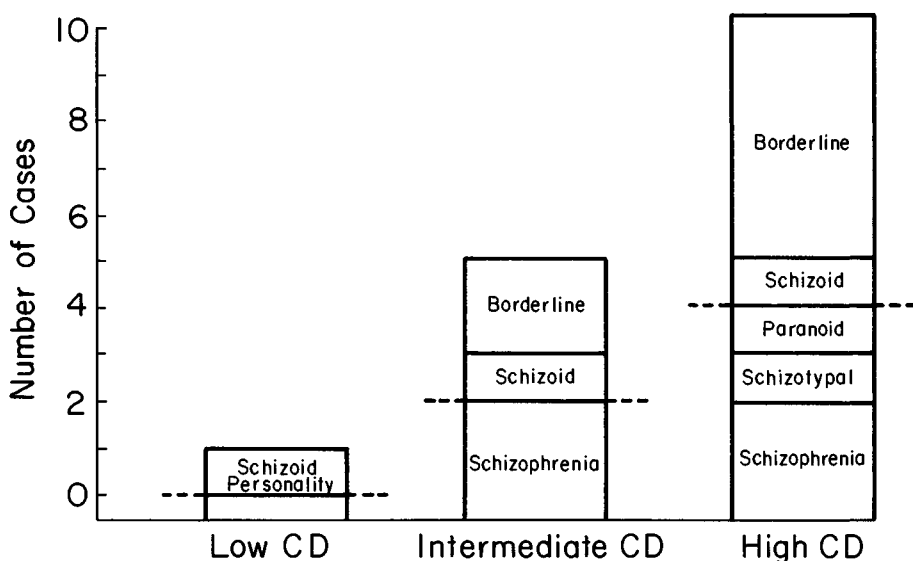 Number of Cases
10
8
6
4
2
0
Schizoid
Personality
Borderline
Schizoid
Schizophrenia
Borderline
Schizoid
Paranoid
Schizotypal
Schizophrenia
Low CD
Intermediate CD
High CD